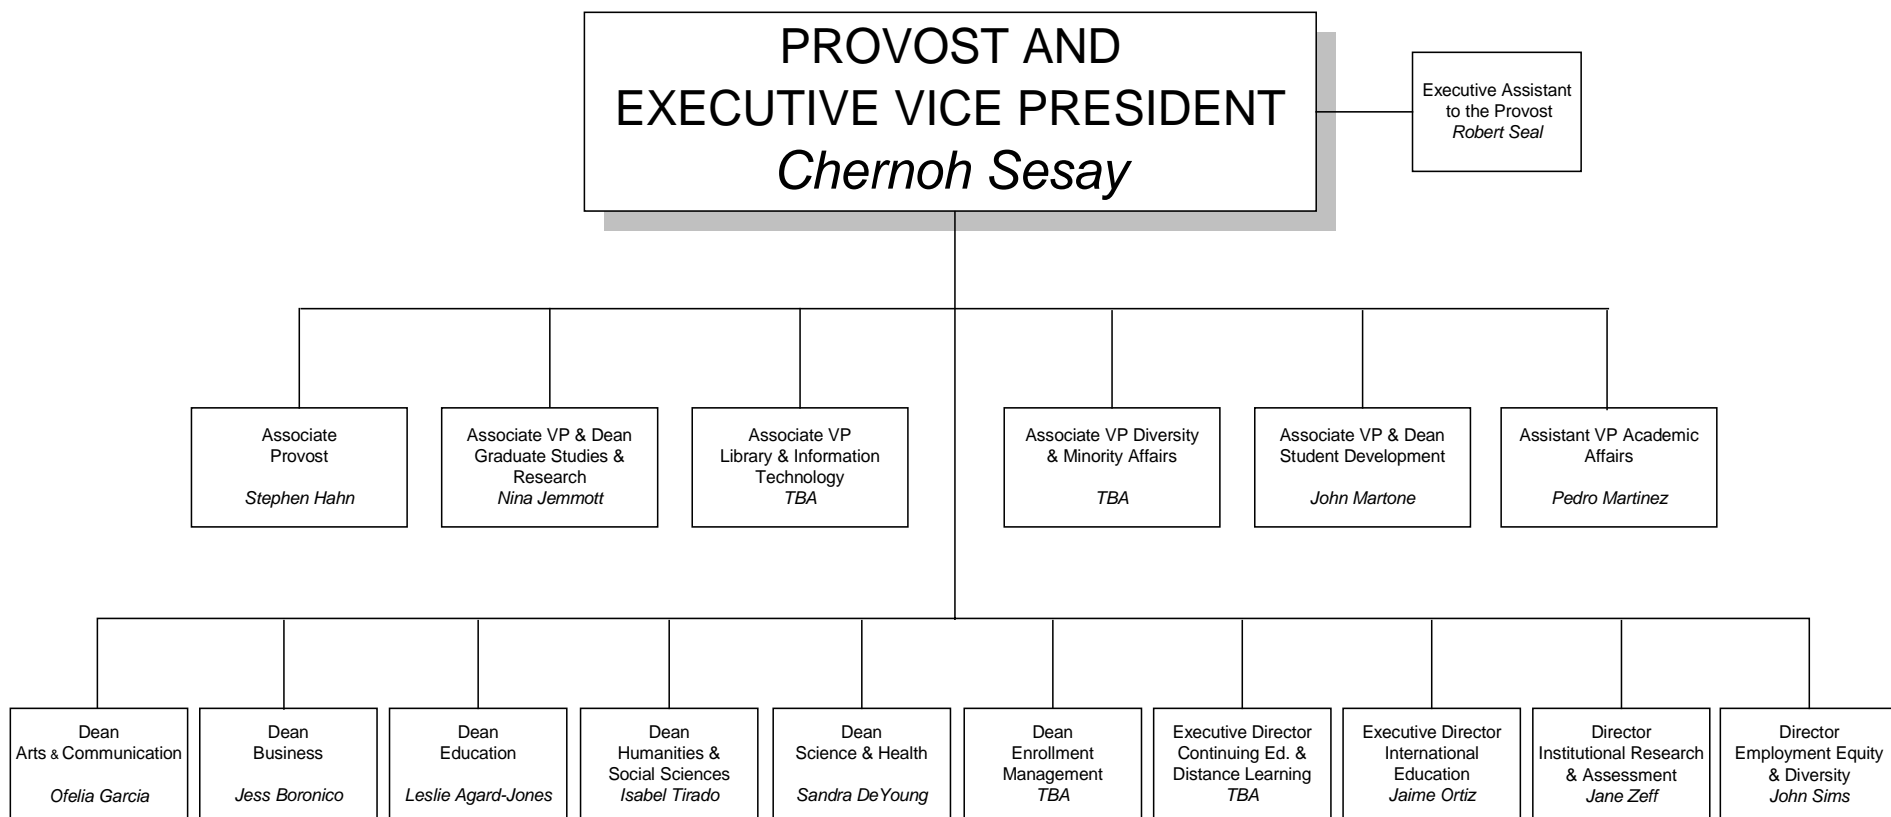 PROVOST AND
EXECUTIVE VICE PRESIDENT
Chernoh Sesay
Executive Assistant
to the Provost
Robert Seal
Associate
Provost
Stephen Hahn
Associate VP & Dean
Graduate Studies &
Research
Nina Jemmott
Associate VP
Library & Information
Technology
TBA
Associate VP Diversity
& Minority Affairs
TBA
Associate VP & Dean
Student Development
John Martone
Assistant VP Academic
Affairs
Pedro Martinez
Dean
Arts & Communication
Ofelia Garcia
Dean
Business
Jess Boronico
Dean
Education
Leslie Agard-Jones
Dean
Humanities &
Social Sciences
Isabel Tirado
Dean
Science & Health
Sandra DeYoung
Dean
Enrollment
Management
TBA
Executive Director
Continuing Ed. &
Distance Learning
TBA
Executive Director
International
Education
Jaime Ortiz
Director
Institutional Research
& Assessment
Jane Zeff
Director
Employment Equity
& Diversity
John Sims